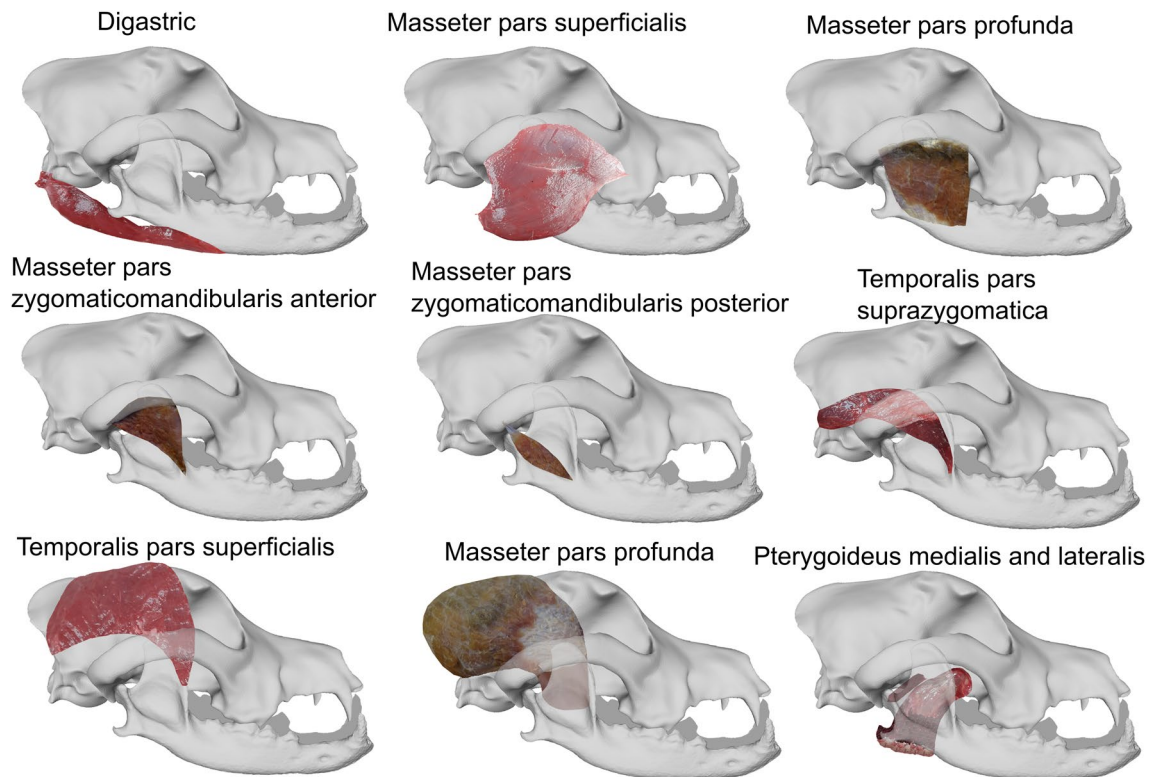 Digastric
Masseter pars superficialis
Masseter pars profunda
Masseter pars
zygomaticomandibularis anterior
Masseter pars
zygomaticomandibularis posterior
Temporalis pars
suprazygomatica
Temporalis pars superficialis
Masseter pars profunda
Pterygoideus medialis and lateralis